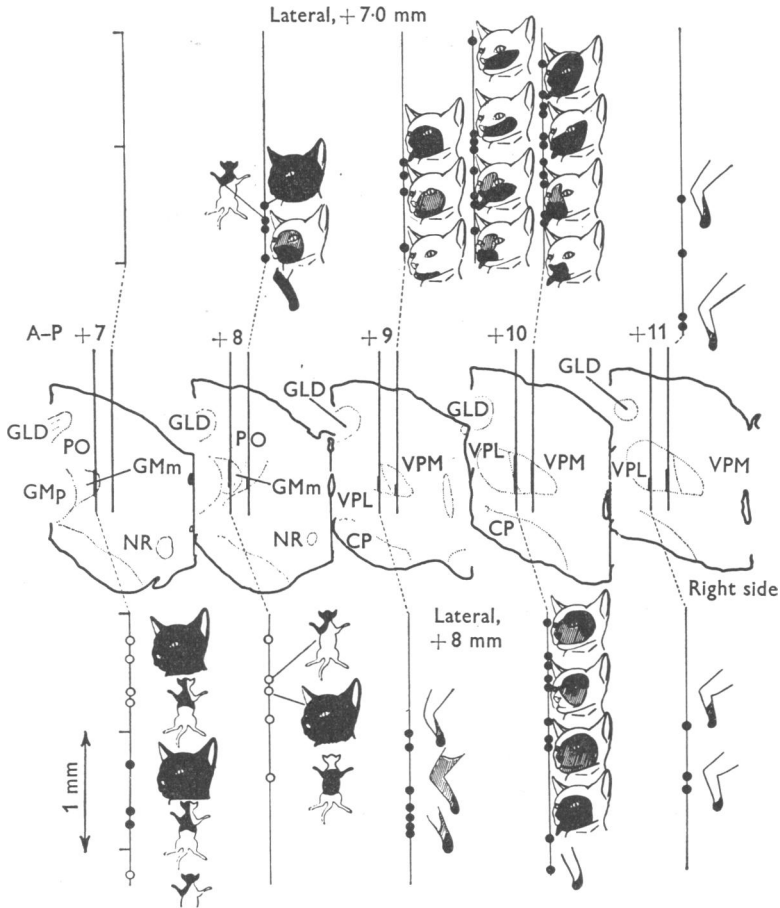 Lateral, +7·0 mm
A–P +7
+8
+9
+10
+11
GLD
PO
GMm
GMp
NR
GLD
PO
GMm
NR
GLD
VPL
VPM
CP
GLD
VPL
VPM
CP
GLD
VPL
VPM
Right side
Lateral,
+8 mm
1 mm